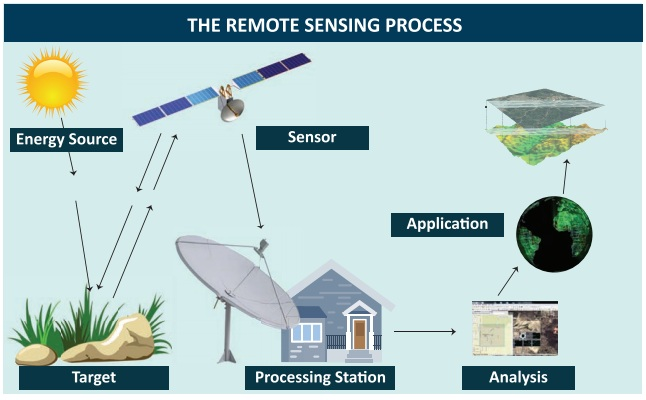 THE REMOTE SENSING PROCESS
Energy Source
Sensor
Application
Target
Processing Station
Analysis